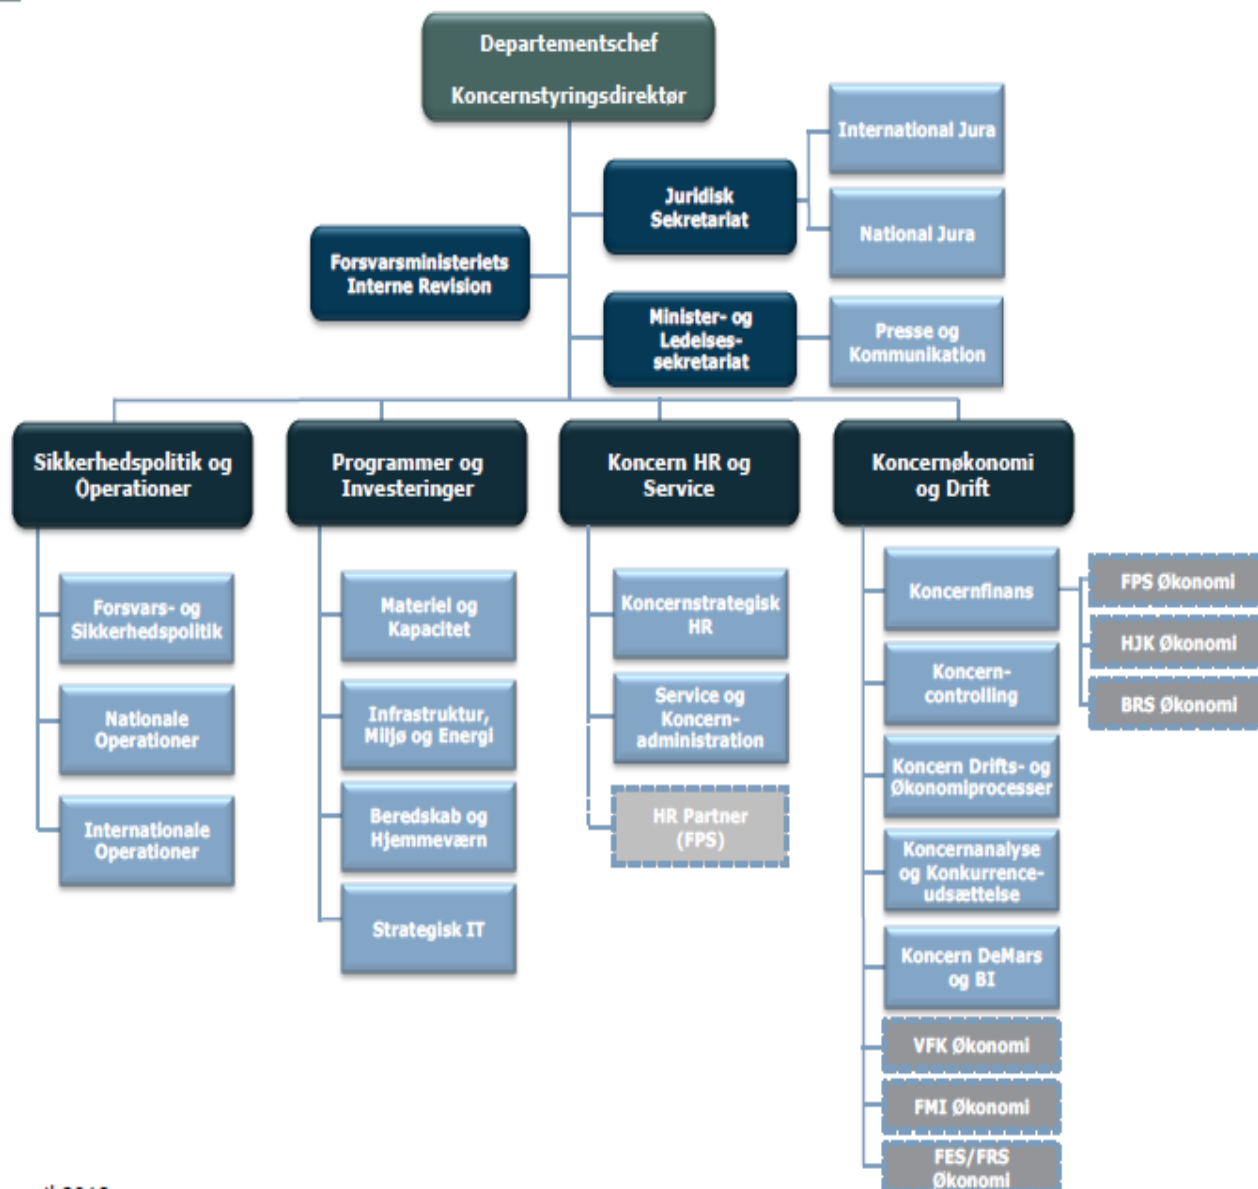 Departementschef
Koncernstyringsdirektør
International Jura
Juridisk
Sekretariat
National Jura
Forsvarsministeriets
Interne Revision
Minister- og
Ledelses-
sekretariat
Presse og
Kommunikation
Sikkerhedspolitik og
Operationer
Programmer og
Investeringer
Koncern HR og
Service
Koncernøkonomi
og Drift
Forsvars- og
Sikkerhedspolitik
Nationale
Operationer
Internationale
Operationer
Materiel og
Kapacitet
Infrastruktur,
Miljø og Energi
Beredskab og
Hjemmeværn
Strategisk IT
Koncernstrategisk
HR
Service og
Koncern-
administration
HR Partner
(FPS)
Koncernfinans
FPS Økonomi
HJK Økonomi
BRS Økonomi
Koncern-
controlling
Koncern Drifts- og
Økonomiprocesser
Koncernanalyse
og Konkurrence-
udsættelse
Koncern DeMars
og BI
VFK Økonomi
FMI Økonomi
FES/FRS
Økonomi